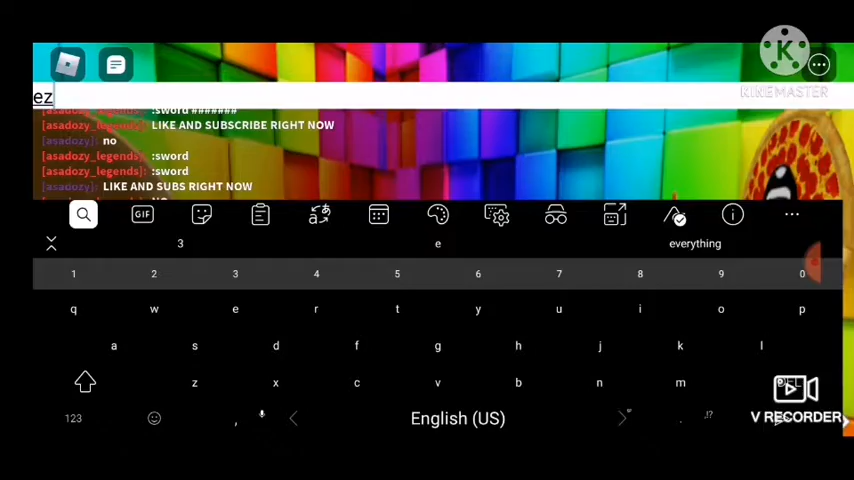 KINEMASTER
ez
[asadozy_legends]: :sword #######
[asadozy_legends]: LIKE AND SUBSCRIBE RIGHT NOW
[asadozy]: no
[asadozy_legends]: :sword
[asadozy_legends]: :sword
[asadozy]: LIKE AND SUBS RIGHT NOW
GIF
3 e everything
1 2 3 4 5 6 7 8 9 0
q w e r t y u i o p
a s d f g h j k l
z x c v b n m
123 , English (US) . ,!?
V RECORDER